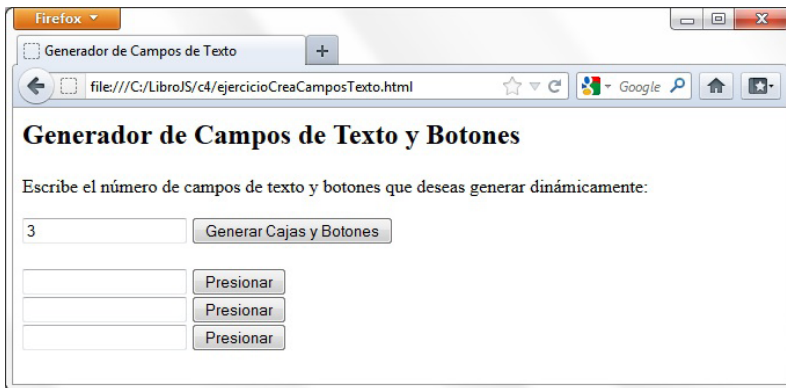 Firefox
Generador de Campos de Texto
file:///C:/LibroJS/c4/ejercicioCreaCamposTexto.html
Google
Generador de Campos de Texto y Botones
Escribe el número de campos de texto y botones que deseas generar dinámicamente:
3 Generar Cajas y Botones
Presionar
Presionar
Presionar